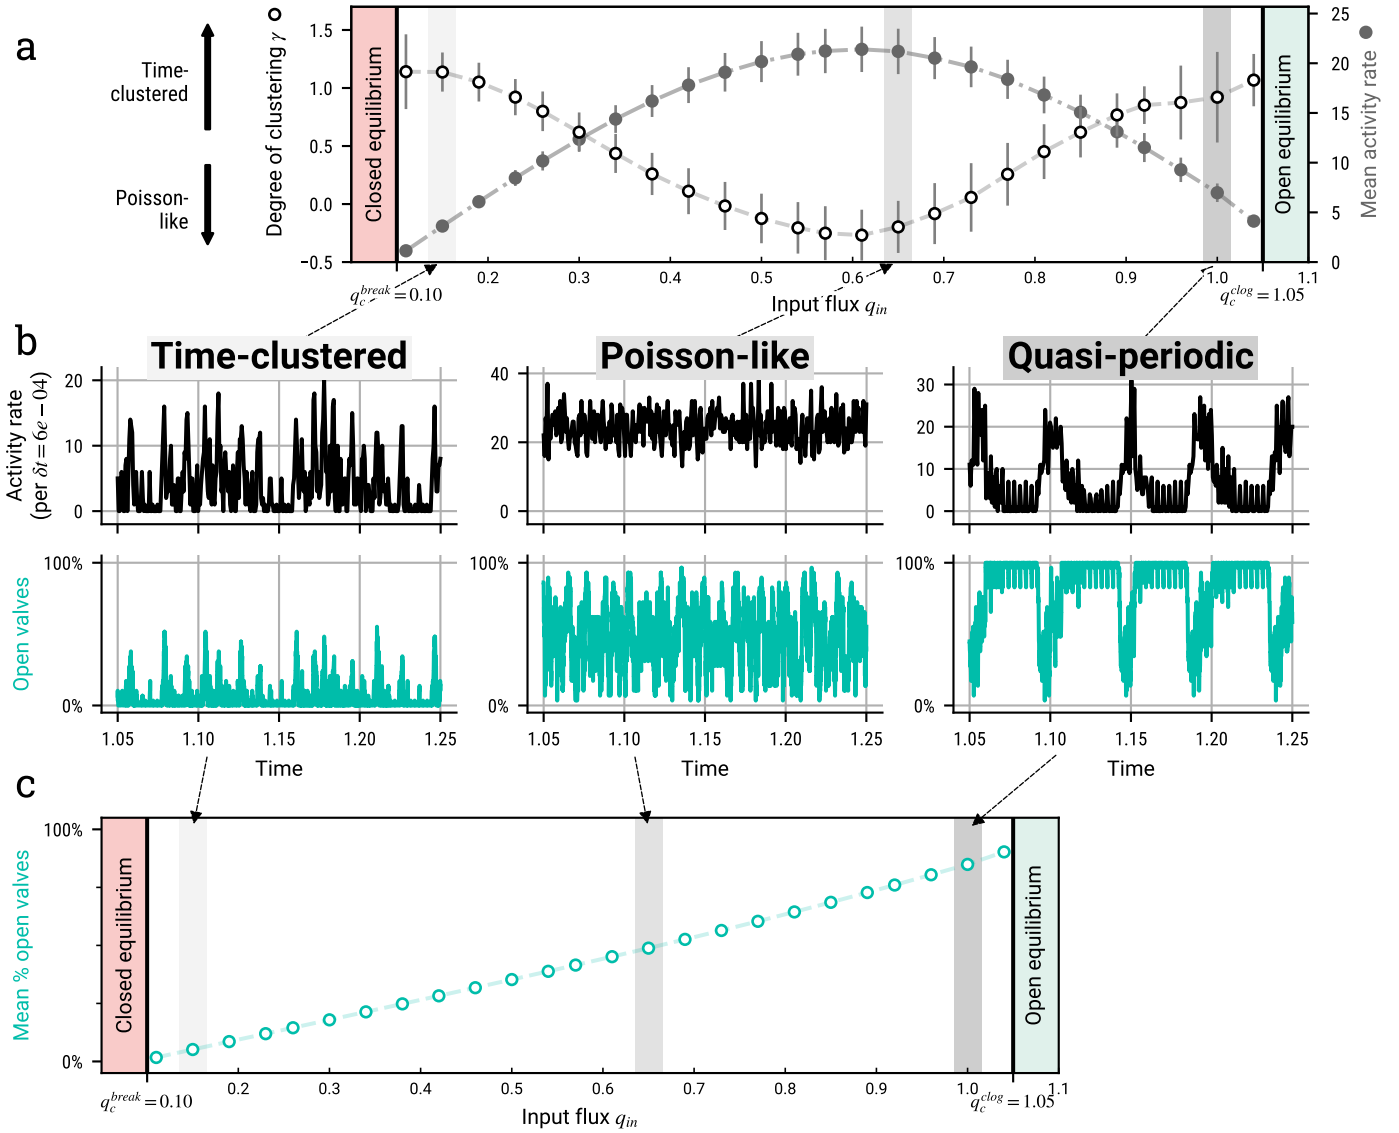 a
Time-
clustered
Poisson-
like
Degree of clustering γ
1.5
1.0
0.5
0.0
−0.5
Closed equilibrium
Open equilibrium
25
20
15
10
5
0
Mean activity rate
0.2
0.3
0.4
0.5
0.6
0.7
0.8
0.9
1.0
1.1
q_c^{break} = 0.10
Input flux q_{in}
q_c^{clog} = 1.05
b
Time-clustered
Poisson-like
Quasi-periodic
Activity rate
(per δt = 6e − 04)
20
10
0
40
20
0
30
20
10
0
Open valves
100%
0%
100%
0%
100%
0%
1.05
1.10
1.15
1.20
1.25
1.05
1.10
1.15
1.20
1.25
1.05
1.10
1.15
1.20
1.25
Time
Time
Time
c
Mean % open valves
100%
0%
Closed equilibrium
Open equilibrium
0.2
0.3
0.4
0.5
0.6
0.7
0.8
0.9
1.0
1.1
q_c^{break} = 0.10
Input flux q_{in}
q_c^{clog} = 1.05